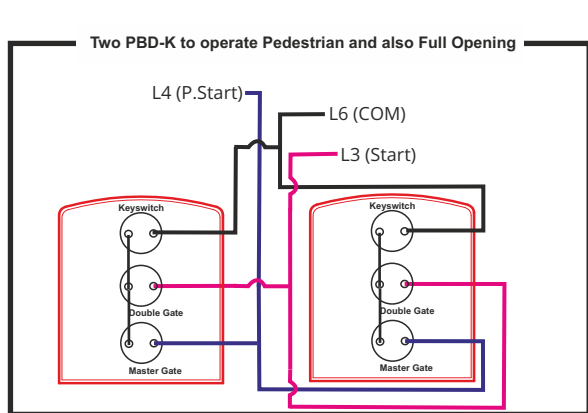 Two PBD-K to operate Pedestrian and also Full Opening
L4 (P.Start)
L6 (COM)
L3 (Start)
Keyswitch
Double Gate
Master Gate
Keyswitch
Double Gate
Master Gate